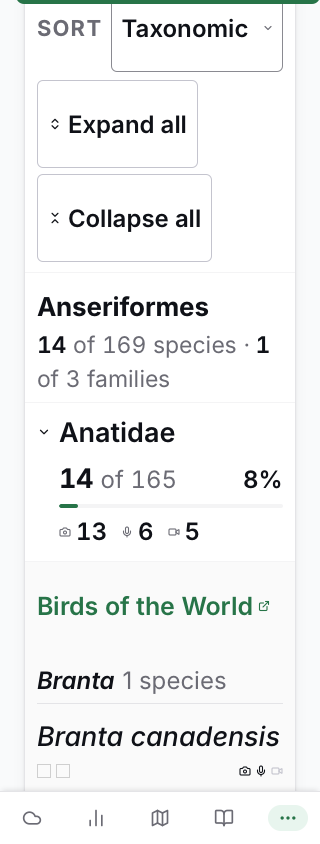 SORT Taxonomic
Expand all
Collapse all
Anseriformes
14 of 169 species · 1
of 3 families
Anatidae
14 of 165 8%
13 6 5
Birds of the World
Branta 1 species
Branta canadensis